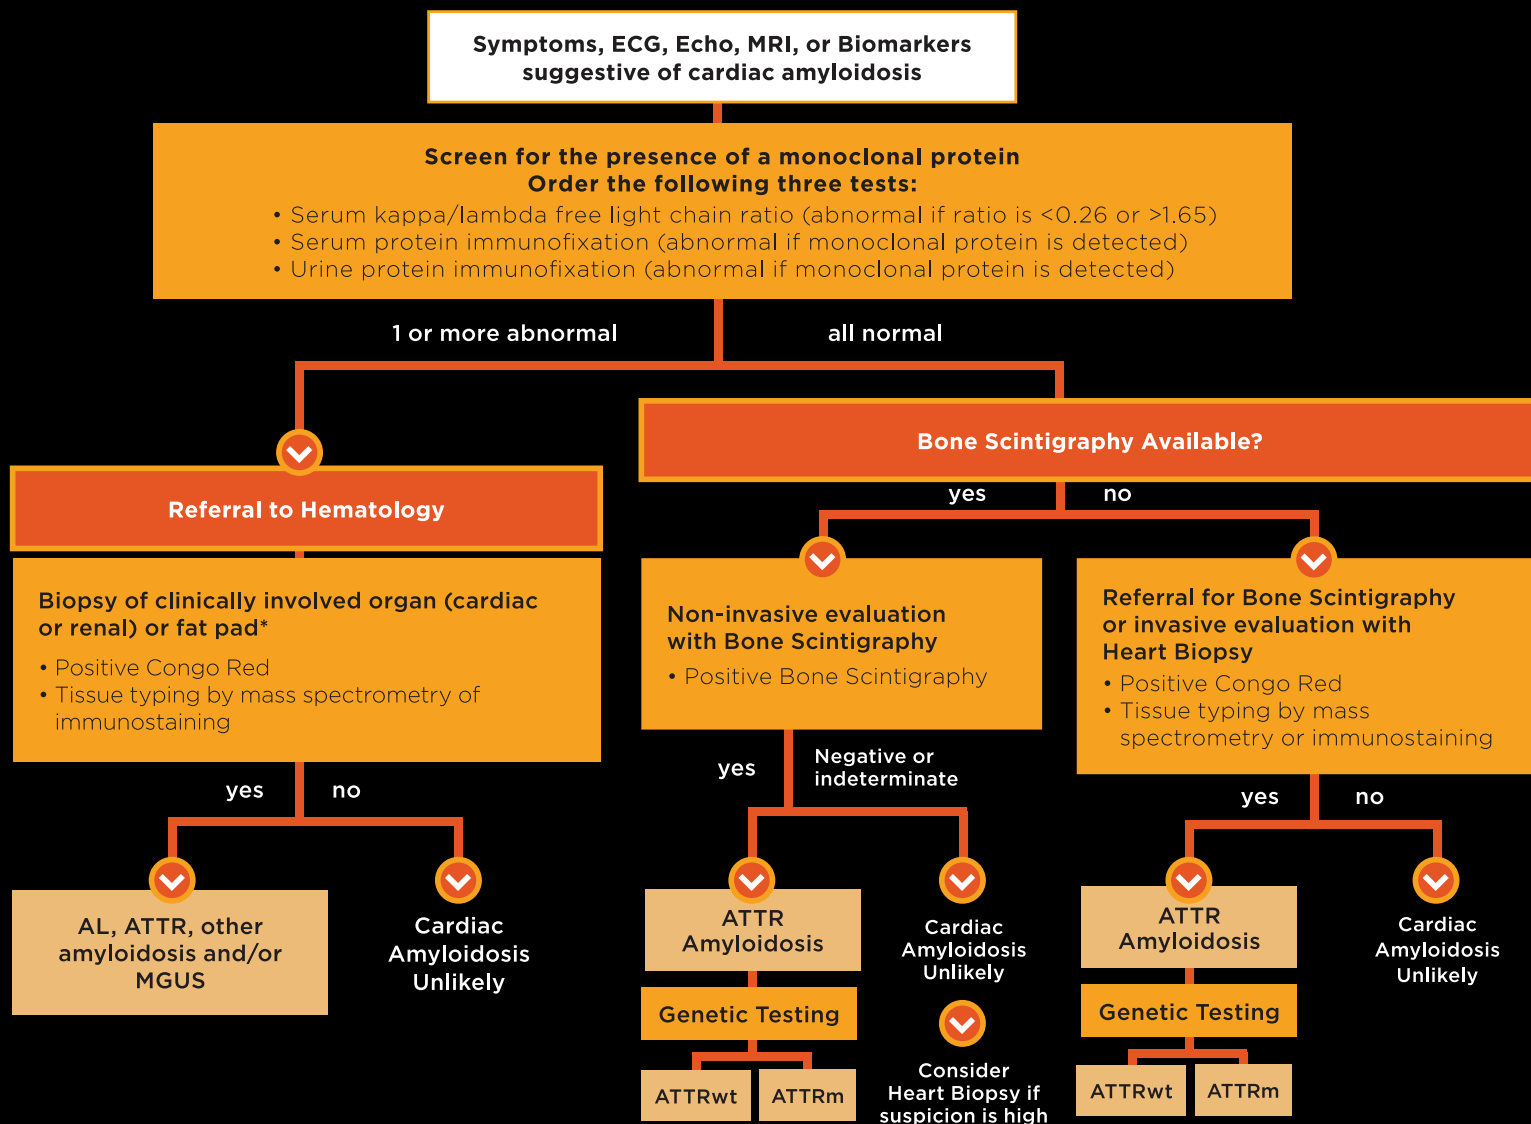 Symptoms, ECG, Echo, MRI, or Biomarkers
suggestive of cardiac amyloidosis
Screen for the presence of a monoclonal protein
Order the following three tests:
• Serum kappa/lambda free light chain ratio (abnormal if ratio is <0.26 or >1.65)
• Serum protein immunofixation (abnormal if monoclonal protein is detected)
• Urine protein immunofixation (abnormal if monoclonal protein is detected)
1 or more abnormal
all normal
Referral to Hematology
Biopsy of clinically involved organ (cardiac
or renal) or fat pad*
• Positive Congo Red
• Tissue typing by mass spectrometry of
immunostaining
yes
no
AL, ATTR, other
amyloidosis and/or
MGUS
Cardiac
Amyloidosis
Unlikely
Bone Scintigraphy Available?
yes
no
Non-invasive evaluation
with Bone Scintigraphy
• Positive Bone Scintigraphy
yes
Negative or
indeterminate
ATTR
Amyloidosis
Genetic Testing
ATTRwt
ATTRm
Cardiac
Amyloidosis
Unlikely
Consider
Heart Biopsy if
suspicion is high
Referral for Bone Scintigraphy
or invasive evaluation with
Heart Biopsy
• Positive Congo Red
• Tissue typing by mass
spectrometry or immunostaining
yes
no
ATTR
Amyloidosis
Genetic Testing
ATTRwt
ATTRm
Cardiac
Amyloidosis
Unlikely